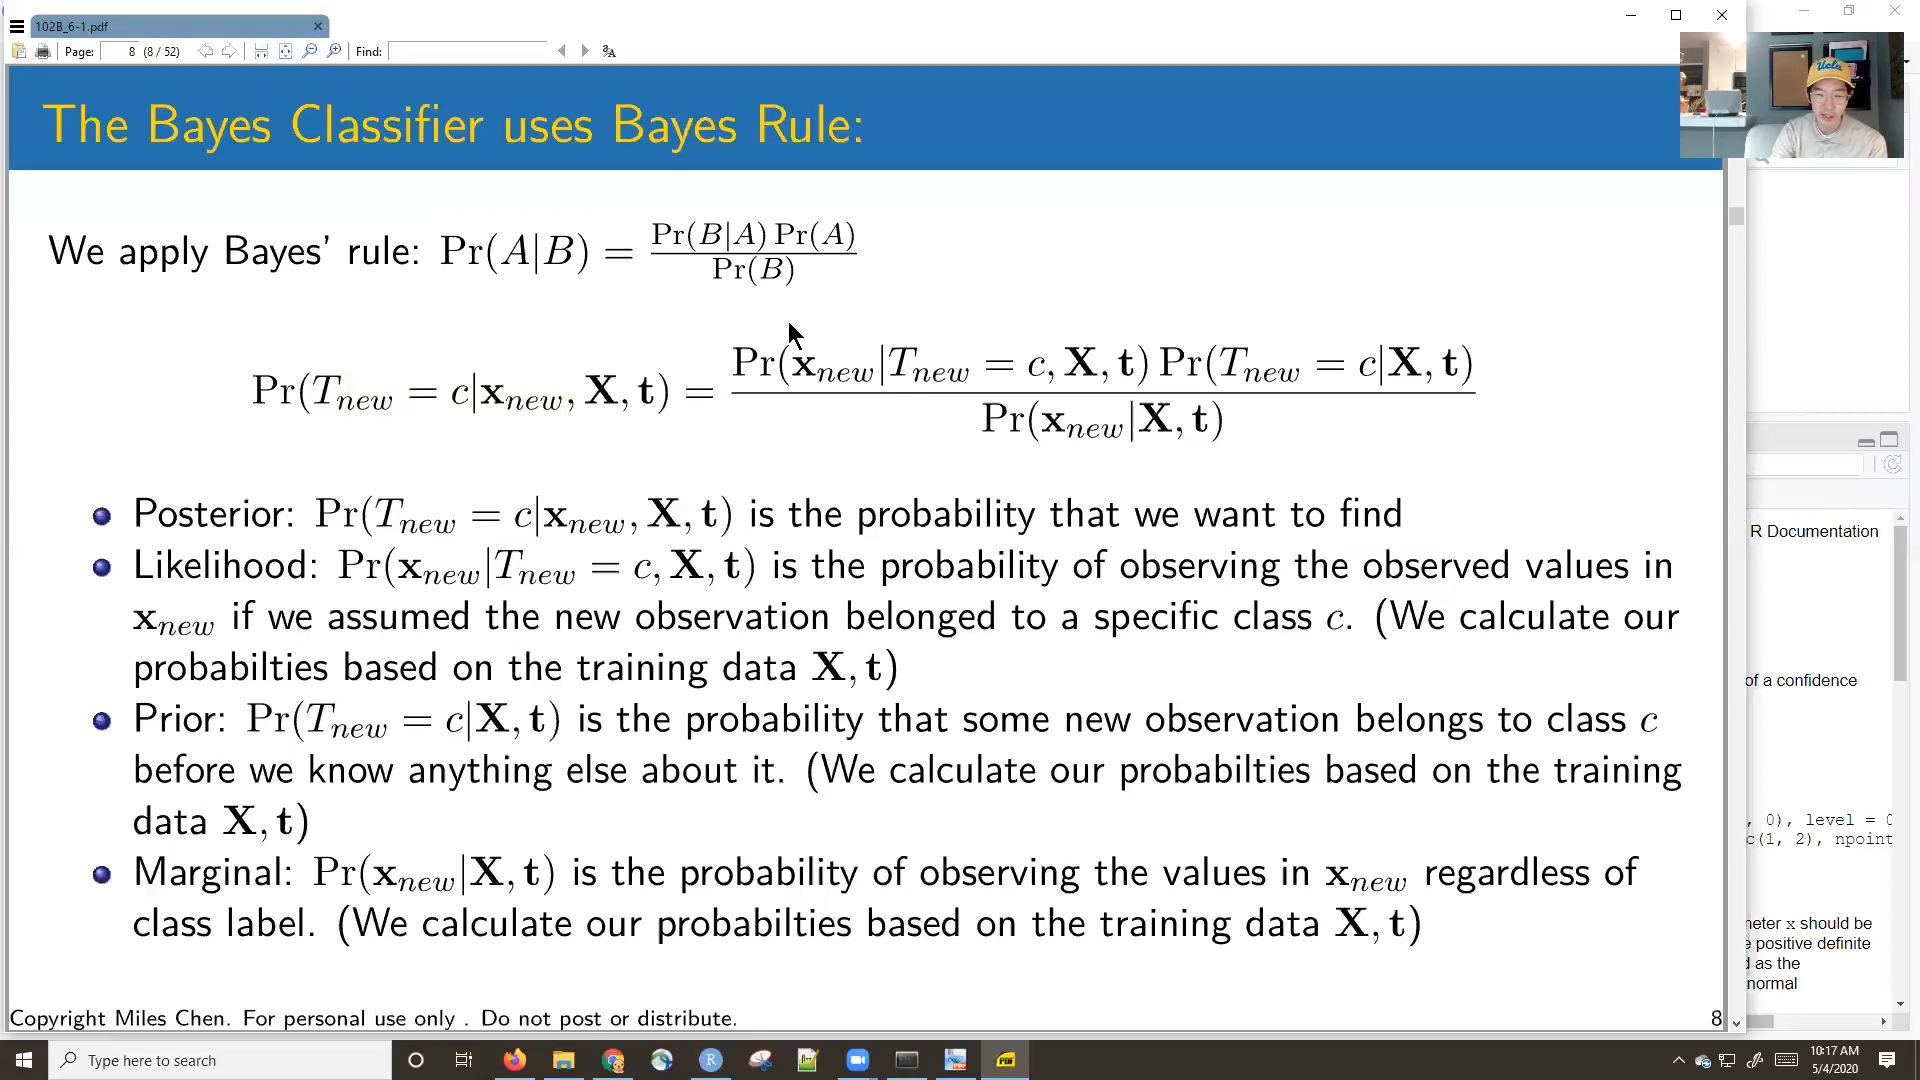 102B_6-1.pdf
Page: 8 (8 / 52) Find:
The Bayes Classifier uses Bayes Rule:
We apply Bayes' rule: Pr(A|B) = Pr(B|A) Pr(A) / Pr(B)
Pr(T_new = c|x_new, X, t) = Pr(x_new|T_new = c, X, t) Pr(T_new = c|X, t) / Pr(x_new|X, t)
Posterior: Pr(T_new = c|x_new, X, t) is the probability that we want to find
Likelihood: Pr(x_new|T_new = c, X, t) is the probability of observing the observed values in
x_new if we assumed the new observation belonged to a specific class c. (We calculate our
probabilties based on the training data X, t)
Prior: Pr(T_new = c|X, t) is the probability that some new observation belongs to class c
before we know anything else about it. (We calculate our probabilties based on the training
data X, t)
Marginal: Pr(x_new|X, t) is the probability of observing the values in x_new regardless of
class label. (We calculate our probabilties based on the training data X, t)
Copyright Miles Chen. For personal use only . Do not post or distribute.
8
Ucla
R Documentation
of a confidence
, 0), level = 0
c(1, 2), npoint
neter x should be
e positive definite
d as the
normal
Type here to search
10:17 AM
5/4/2020